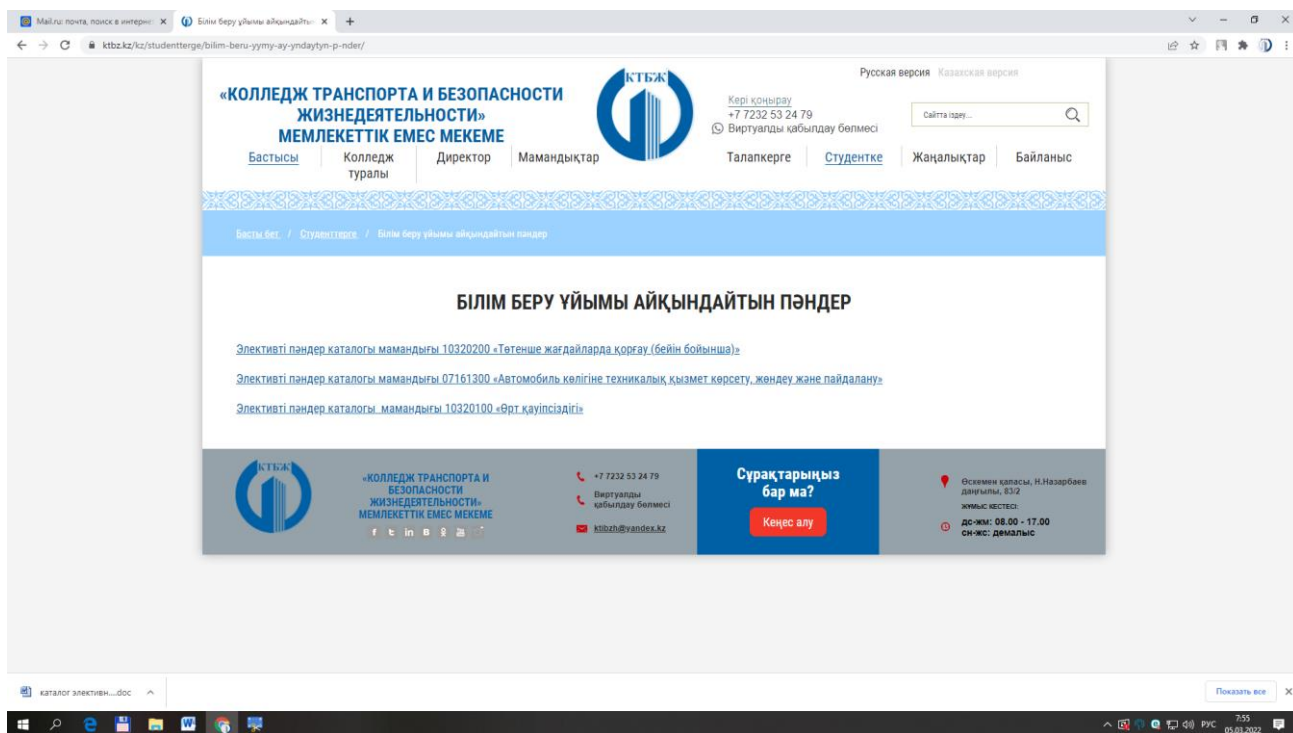 Mail.ru: почта, поиск в интерне
Білім беру ұйымы айқындайты
ktbz.kz/kz/studentterge/bilim-beru-yymy-ay-yndaytyn-p-nder/
Русская версия Казахская версия
«КОЛЛЕДЖ ТРАНСПОРТА И БЕЗОПАСНОСТИ
ЖИЗНЕДЕЯТЕЛЬНОСТИ»
МЕМЛЕКЕТТІК ЕМЕС МЕКЕМЕ
КТБЖ
Кері қоңырау
+7 7232 53 24 79
Виртуалды қабылдау бөлмесі
Сайтта іздеу...
Бастысы
Колледж
туралы
Директор
Мамандықтар
Талапкерге
Студентке
Жаңалықтар
Байланыс
Басты бет / Студенттерге / Білім беру ұйымы айқындайтын пәндер
БІЛІМ БЕРУ ҰЙЫМЫ АЙҚЫНДАЙТЫН ПӘНДЕР
Элективті пәндер каталогы мамандығы 10320200 «Төтенше жағдайларда қорғау (бейін бойынша)»
Элективті пәндер каталогы мамандығы 07161300 «Автомобиль көлігіне техникалық қызмет көрсету, жөндеу және пайдалану»
Элективті пәндер каталогы мамандығы 10320100 «Өрт қауіпсіздігі»
КТБЖ
«КОЛЛЕДЖ ТРАНСПОРТА И
БЕЗОПАСНОСТИ
ЖИЗНЕДЕЯТЕЛЬНОСТИ»
МЕМЛЕКЕТТІК ЕМЕС МЕКЕМЕ
+7 7232 53 24 79
Виртуалды
қабылдау бөлмесі
ktibzh@yandex.kz
Сұрақтарыңыз
бар ма?
Кеңес алу
Өскемен қаласы, Н.Назарбаев
даңғылы, 83/2
ЖҰМЫС КЕСТЕСІ:
дс-жм: 08.00 - 17.00
сн-жс: демалыс
каталог элективн....doc
Показать все
РУС
7:55
05.03.2022